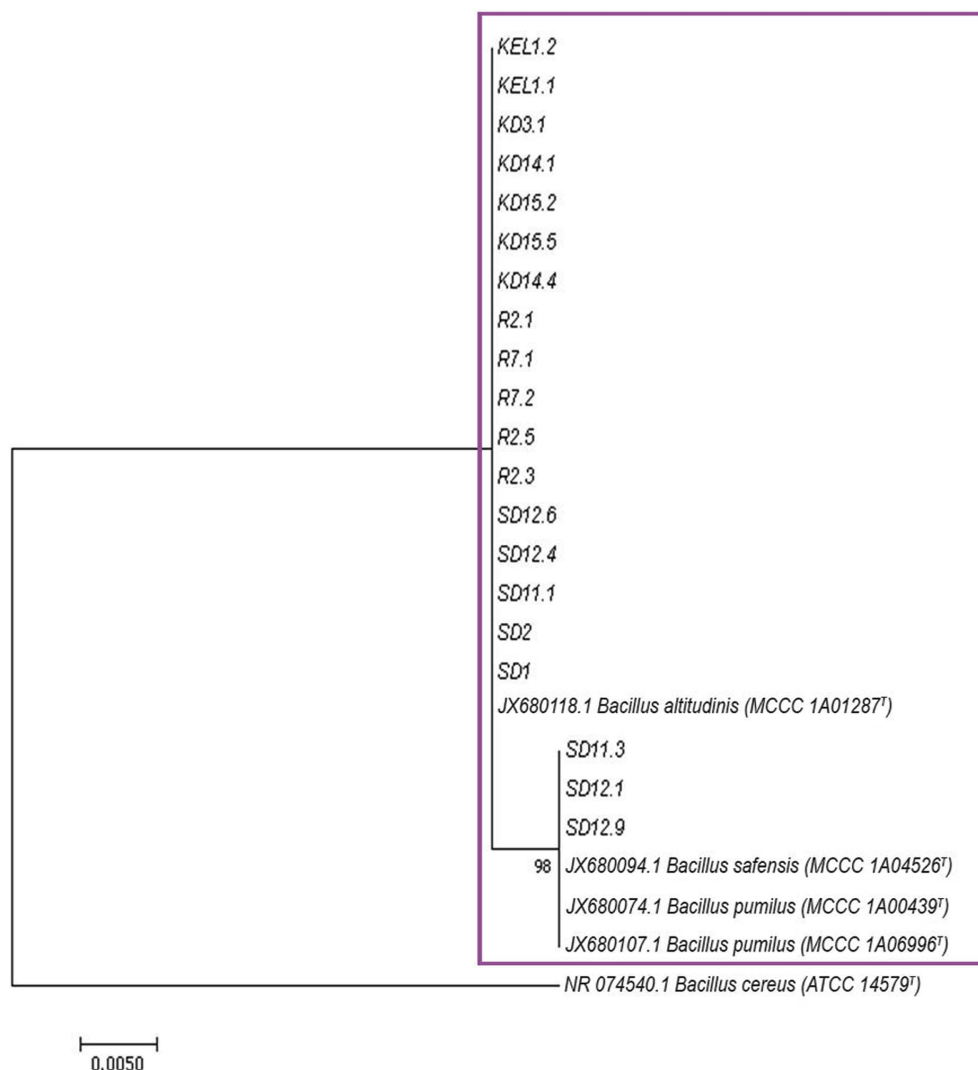 KEL1.2
KEL1.1
KD3.1
KD14.1
KD15.2
KD15.5
KD14.4
R2.1
R7.1
R7.2
R2.5
R2.3
SD12.6
SD12.4
SD11.1
SD2
SD1
JX680118.1 Bacillus altitudinis (MCCC 1A01287ᵀ)
SD11.3
SD12.1
SD12.9
98 JX680094.1 Bacillus safensis (MCCC 1A04526ᵀ)
JX680074.1 Bacillus pumilus (MCCC 1A00439ᵀ)
JX680107.1 Bacillus pumilus (MCCC 1A06996ᵀ)
NR 074540.1 Bacillus cereus (ATCC 14579ᵀ)
0.0050